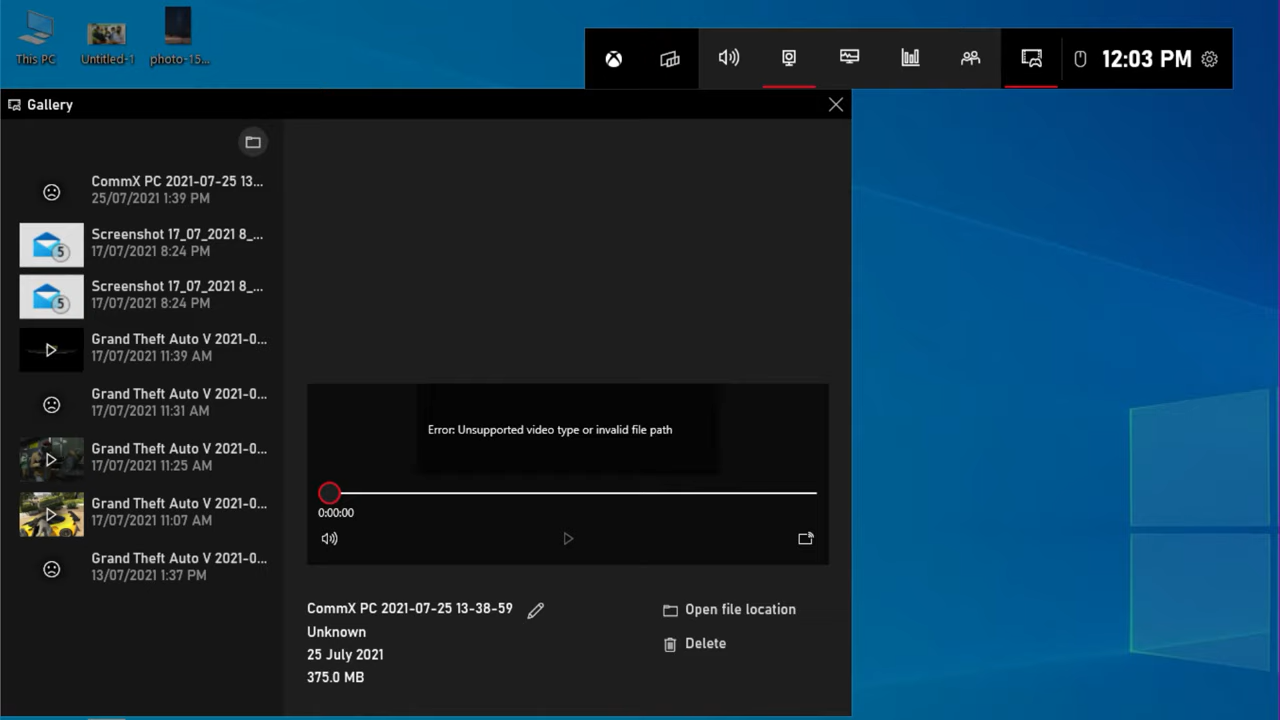 This PC
Untitled-1
photo-15...
12:03 PM
Gallery
CommX PC 2021-07-25 13...
25/07/2021 1:39 PM
5
Screenshot 17_07_2021 8_...
17/07/2021 8:24 PM
5
Screenshot 17_07_2021 8_...
17/07/2021 8:24 PM
Grand Theft Auto V 2021-0...
17/07/2021 11:39 AM
Grand Theft Auto V 2021-0...
17/07/2021 11:31 AM
Grand Theft Auto V 2021-0...
17/07/2021 11:25 AM
Grand Theft Auto V 2021-0...
17/07/2021 11:07 AM
Grand Theft Auto V 2021-0...
13/07/2021 1:37 PM
Error: Unsupported video type or invalid file path
0:00:00
CommX PC 2021-07-25 13-38-59
Unknown
25 July 2021
375.0 MB
Open file location
Delete